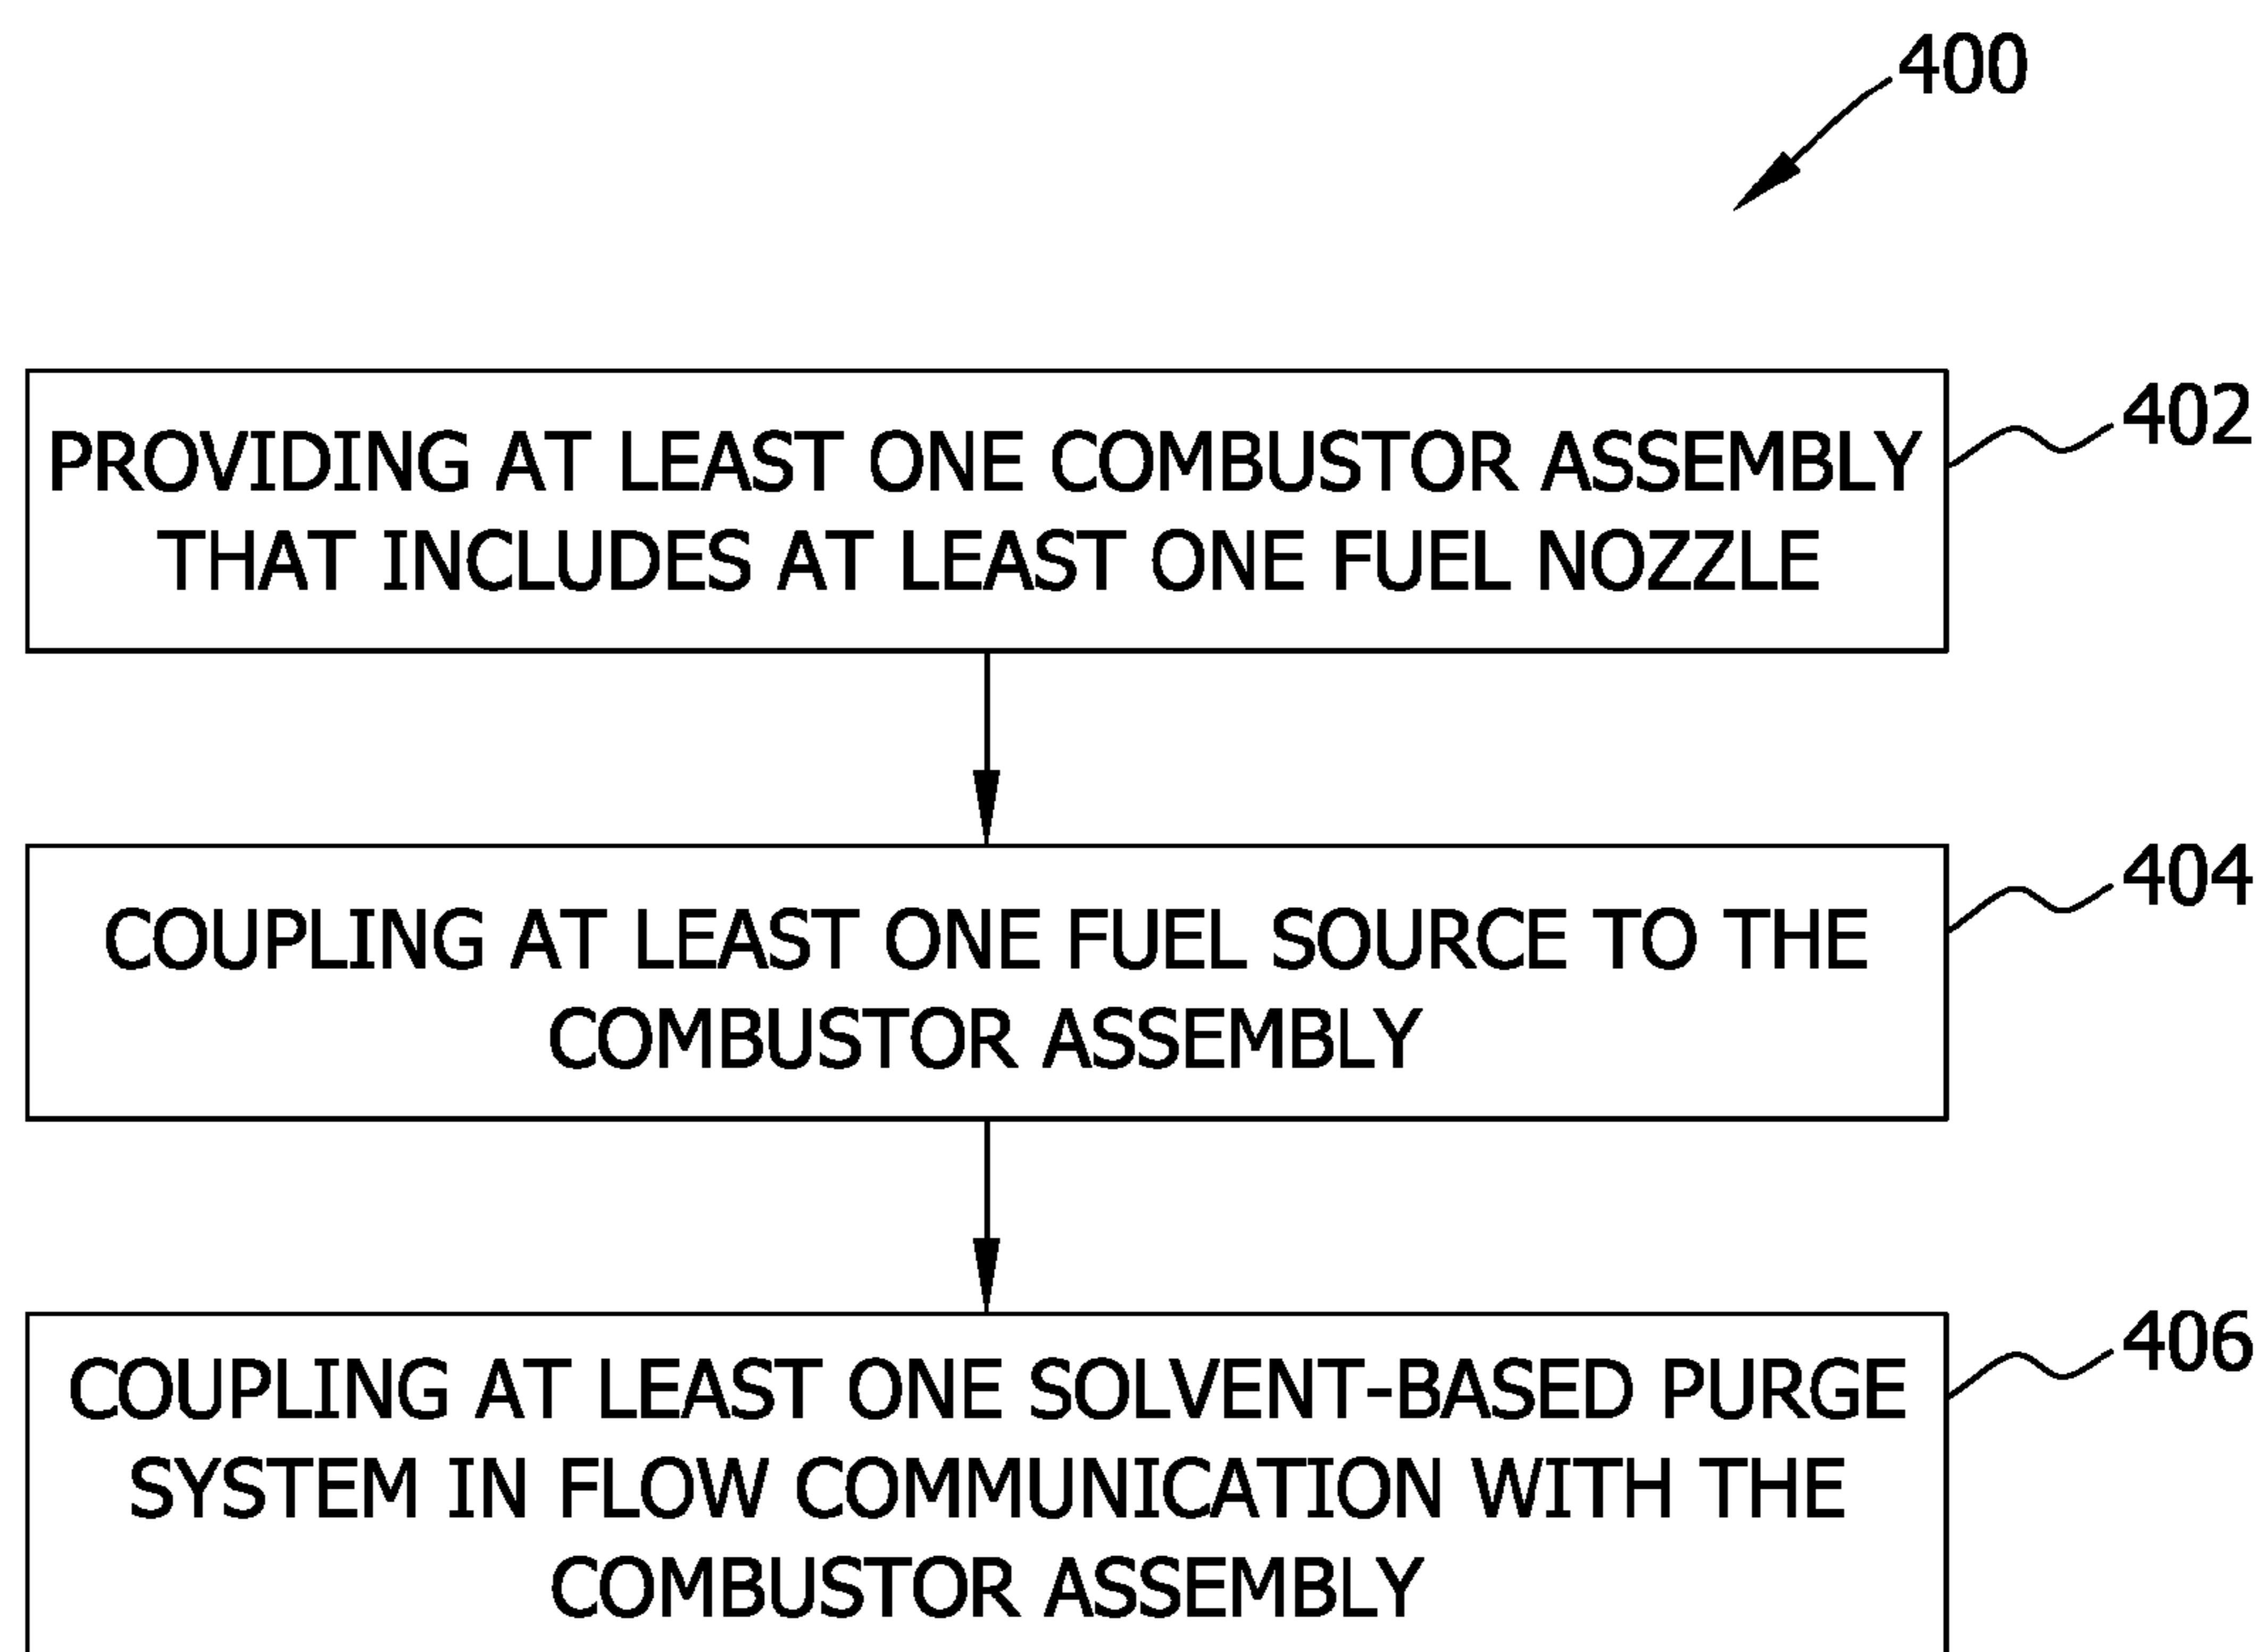 400
PROVIDING AT LEAST ONE COMBUSTOR ASSEMBLY
THAT INCLUDES AT LEAST ONE FUEL NOZZLE
402
COUPLING AT LEAST ONE FUEL SOURCE TO THE
COMBUSTOR ASSEMBLY
404
COUPLING AT LEAST ONE SOLVENT-BASED PURGE
SYSTEM IN FLOW COMMUNICATION WITH THE
COMBUSTOR ASSEMBLY
406